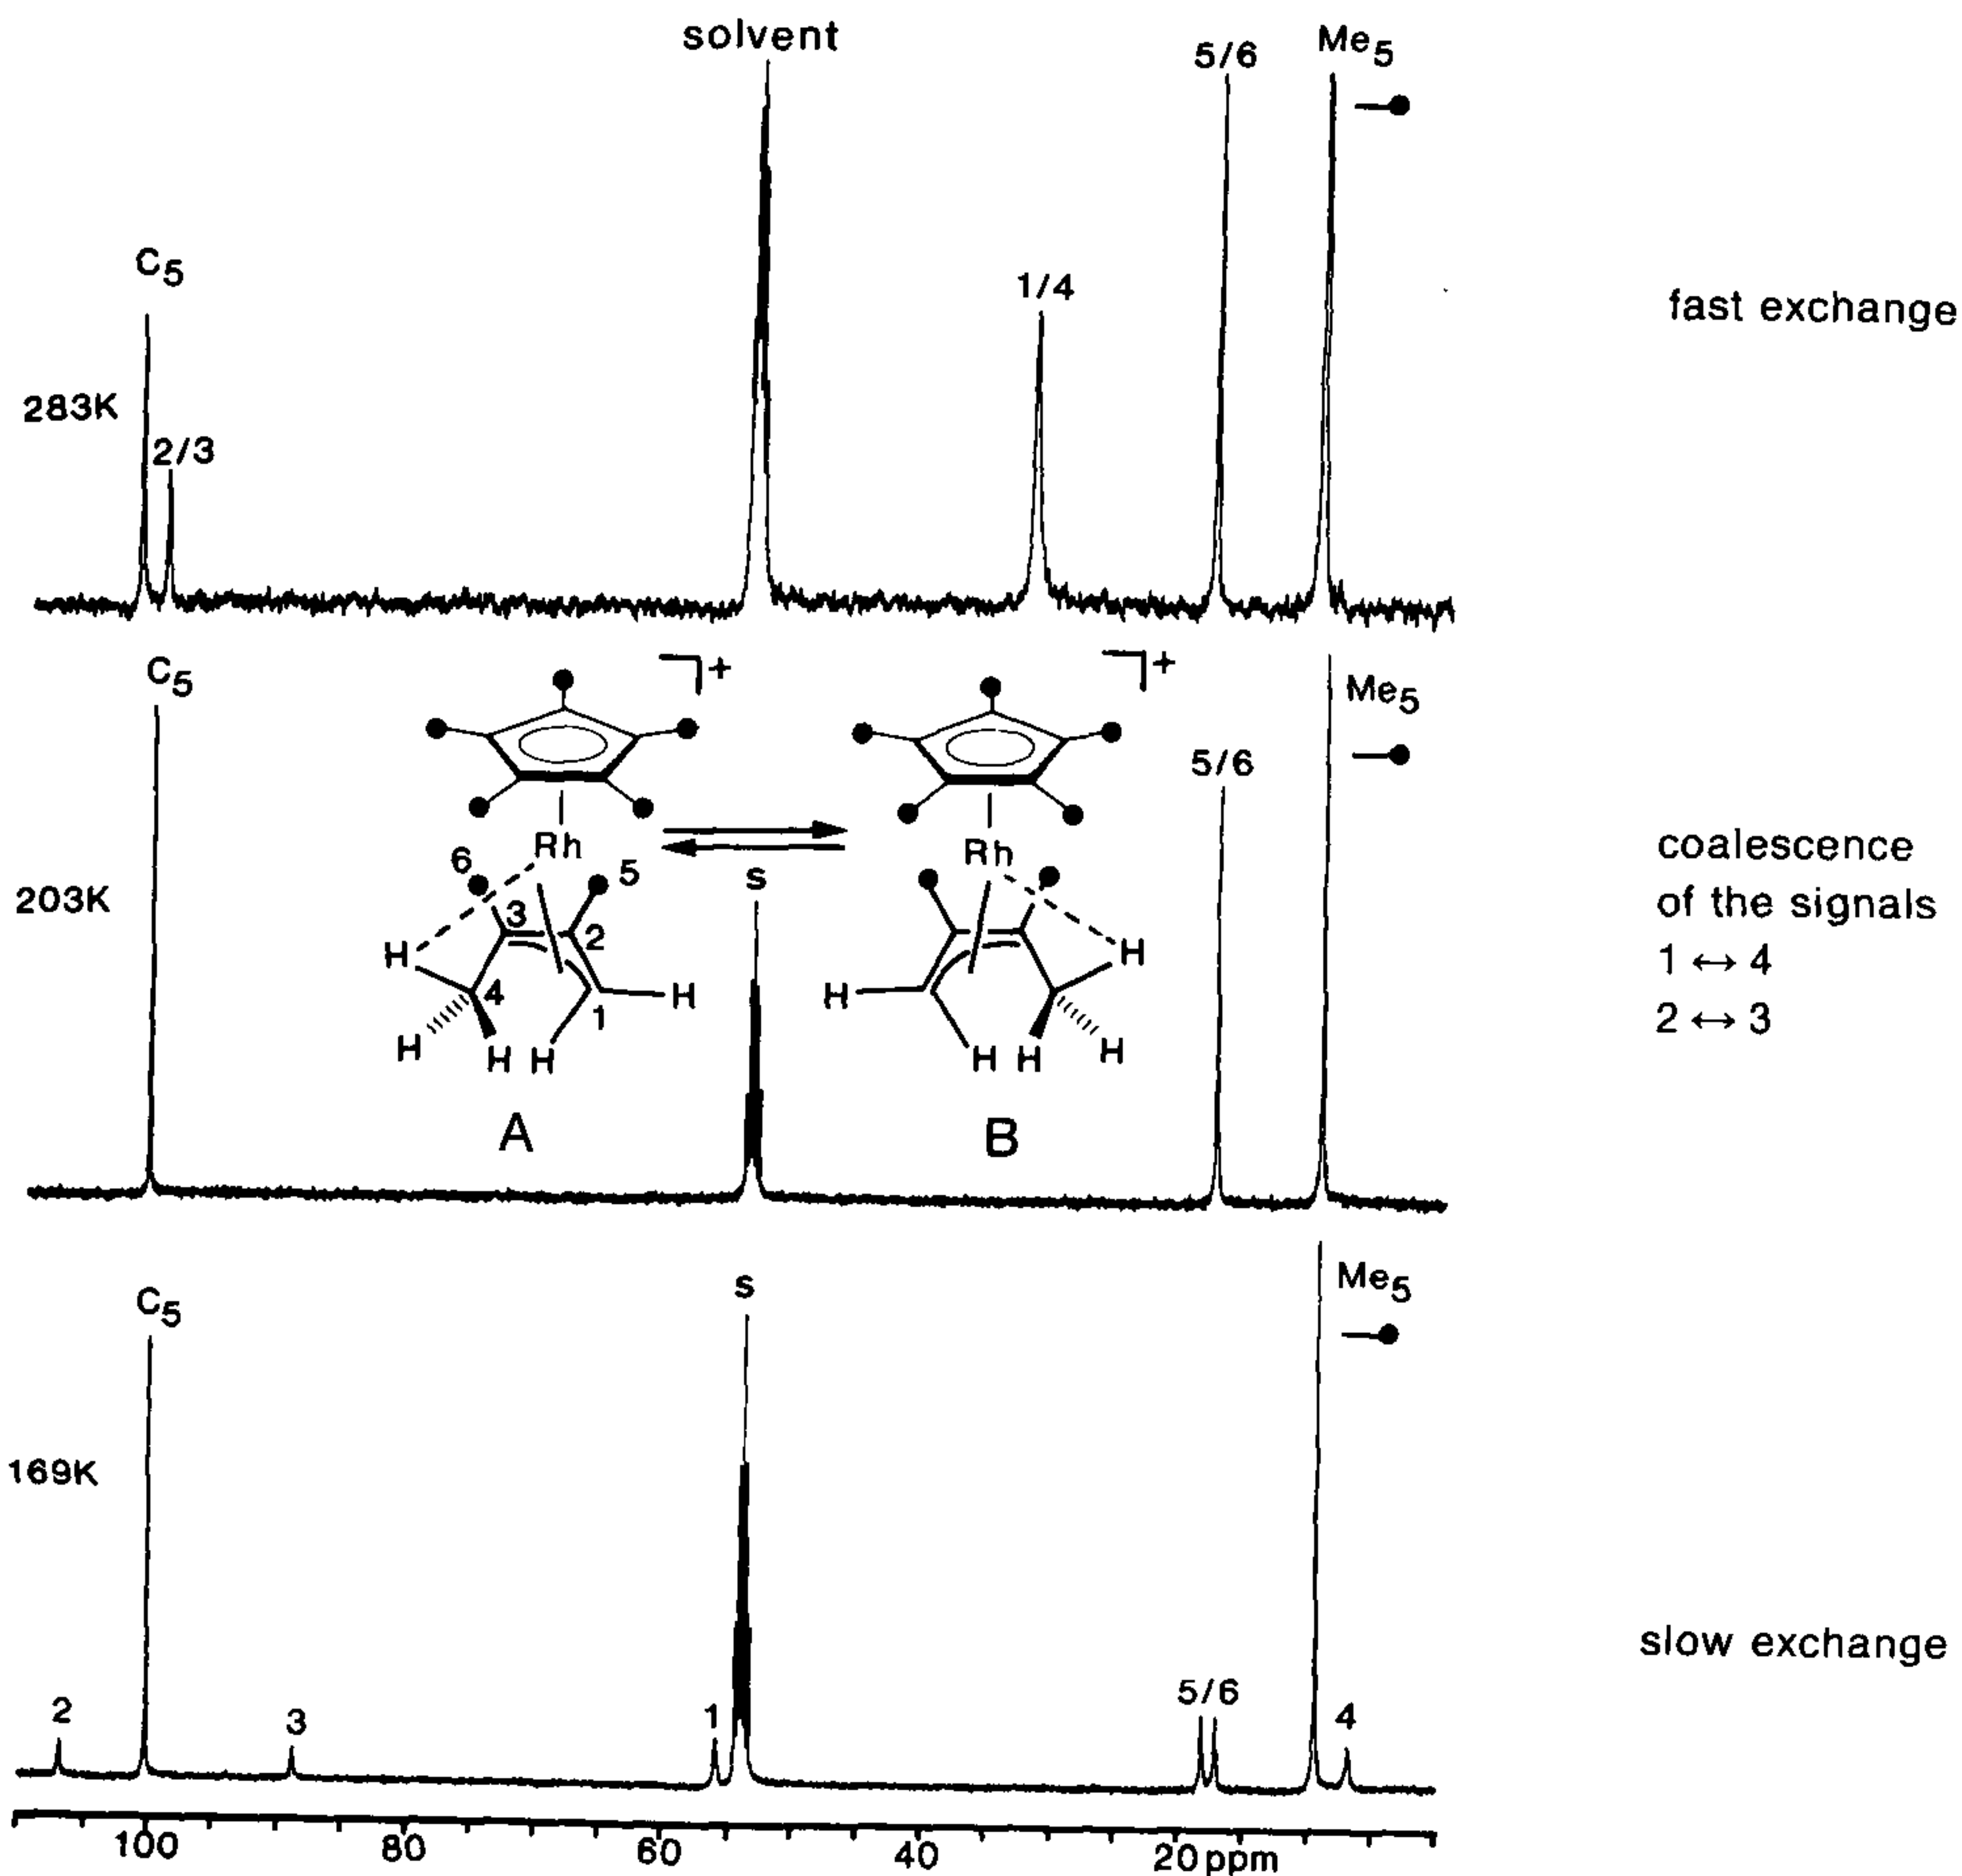 solvent
5/6
Me₅
C₅
1/4
fast exchange
283K
2/3
C₅
]+
]+
Me₅
5/6
Rh
Rh
6
5
s
coalescence
of the signals
1 ↔ 4
2 ↔ 3
203K
3
2
H
H
4
1
H
H
H
H
H
H
H
H
A
B
C₅
s
Me₅
169K
slow exchange
2
3
1
5/6
4
100
80
60
40
20 ppm